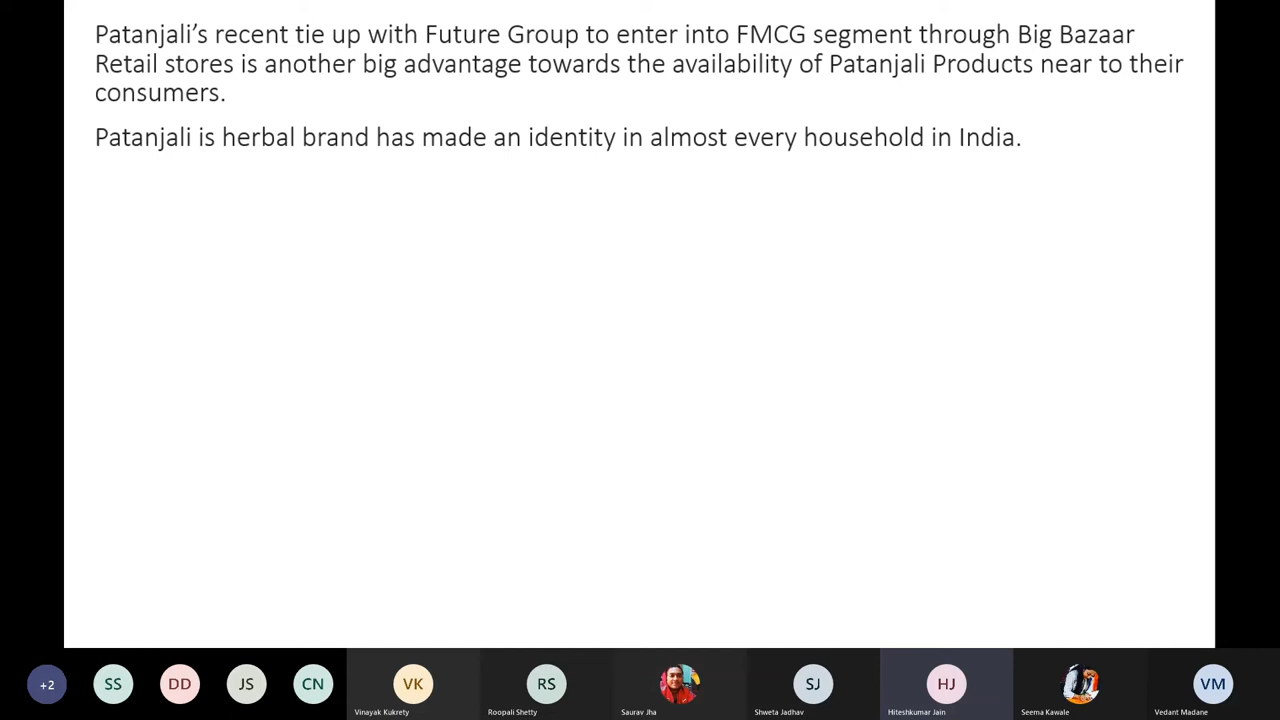 Patanjali’s recent tie up with Future Group to enter into FMCG segment through Big Bazaar
Retail stores is another big advantage towards the availability of Patanjali Products near to their
consumers.
Patanjali is herbal brand has made an identity in almost every household in India.
+2
SS
DD
JS
CN
VK
RS
SJ
HJ
VM
Vinayak Kukrety
Roopali Shetty
Saurav Jha
Shweta Jadhav
Hiteshkumar Jain
Seema Kawale
Vedant Madane